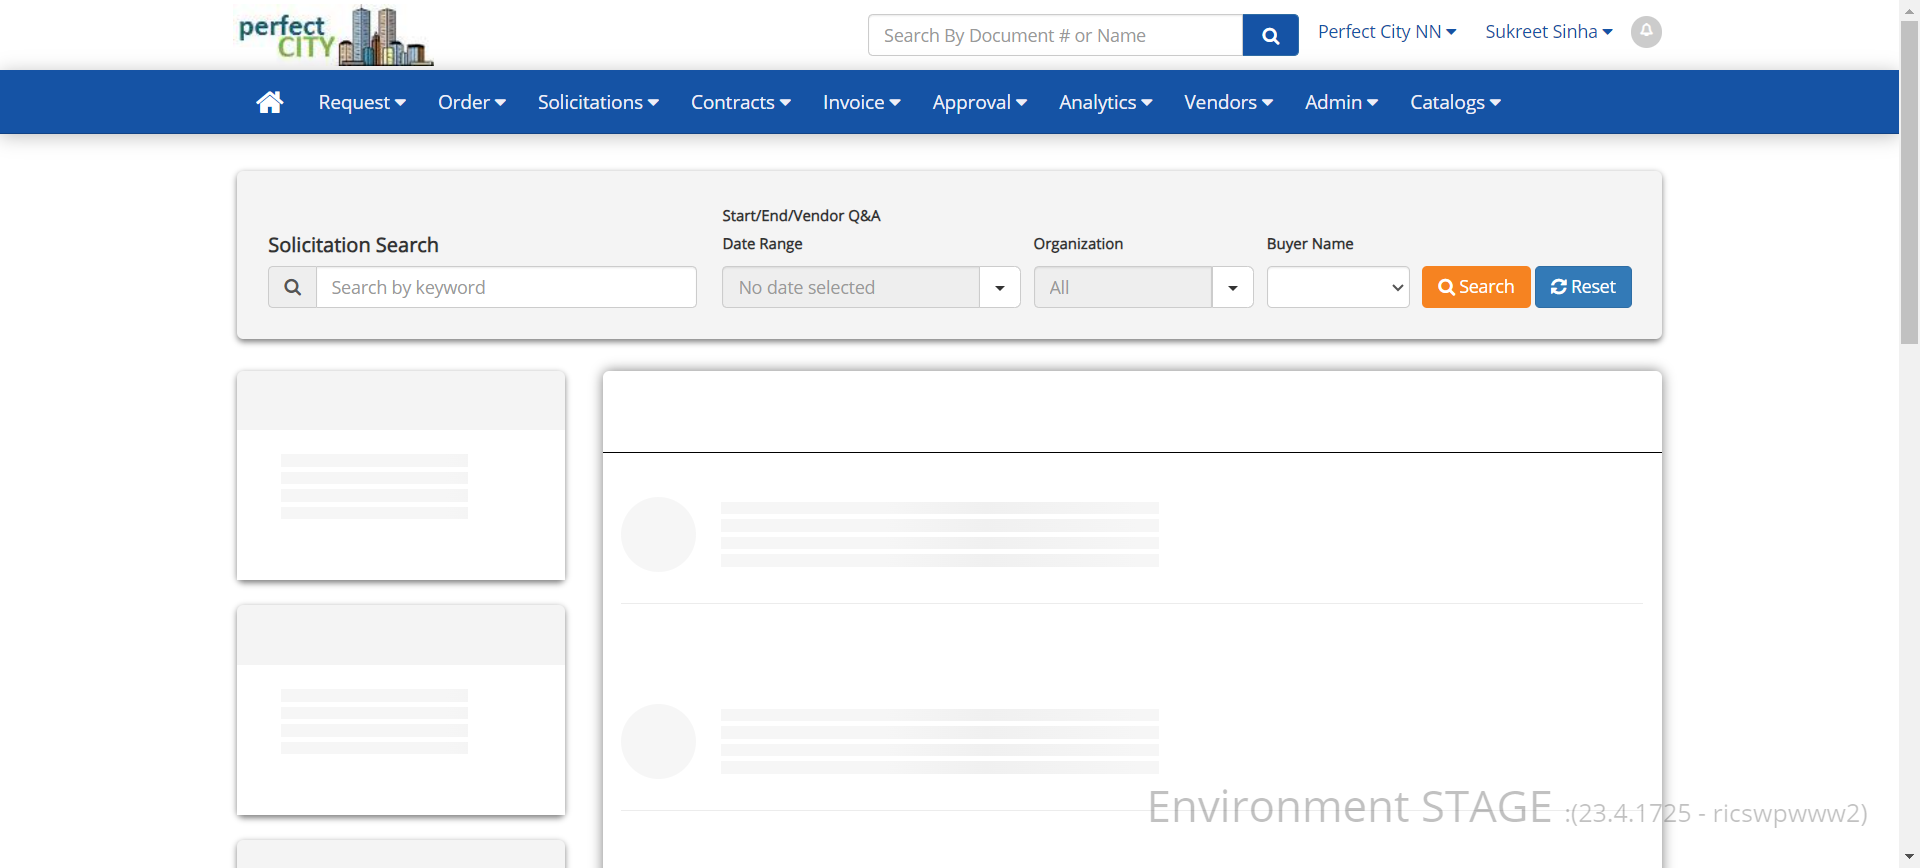 perfect
CITY
Search By Document # or Name
Perfect City NN
Sukreet Sinha
Request
Order
Solicitations
Contracts
Invoice
Approval
Analytics
Vendors
Admin
Catalogs
Start/End/Vendor Q&A
Solicitation Search
Date Range
Organization
Buyer Name
Search by keyword
No date selected
All
Search
Reset
Environment STAGE :(23.4.1725 - ricswpwww2)